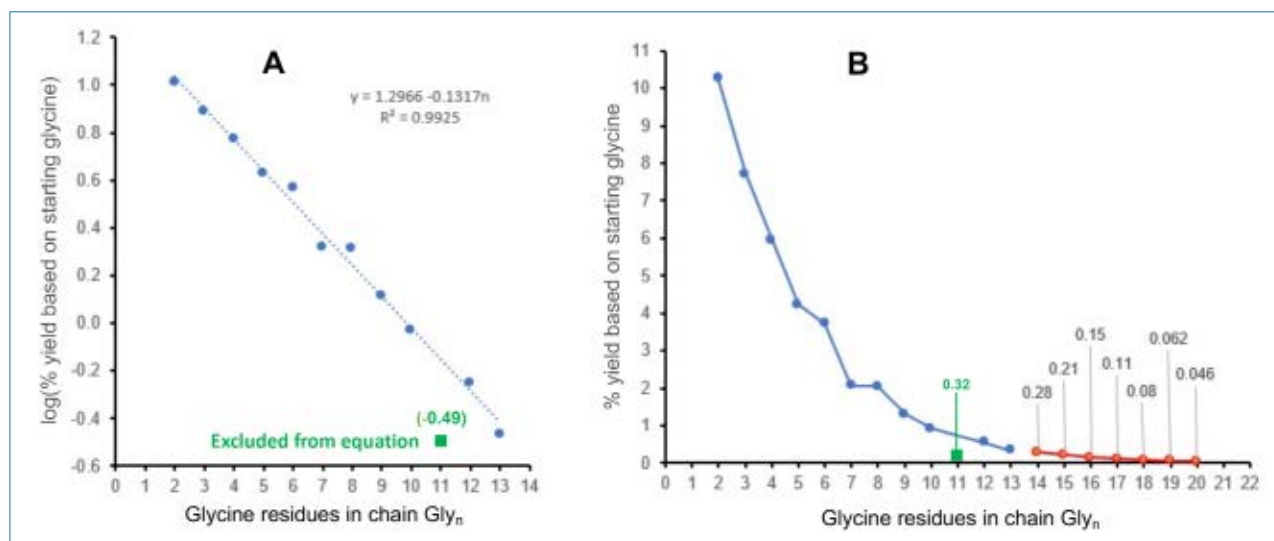 A
log(% yield based on starting glycine)
1.2
1.0
0.8
0.6
0.4
0.2
0.0
-0.2
-0.4
-0.6
y = 1.2966 -0.1317n
R² = 0.9925
(-0.49)
Excluded from equation
0 1 2 3 4 5 6 7 8 9 10 11 12 13 14
Glycine residues in chain Glyₙ
B
% yield based on starting glycine
11
10
9
8
7
6
5
4
3
2
1
0
0.32
0.28
0.21
0.15
0.11
0.08
0.062
0.046
0 1 2 3 4 5 6 7 8 9 10 11 12 13 14 15 16 17 18 19 20 21 22
Glycine residues in chain Glyₙ